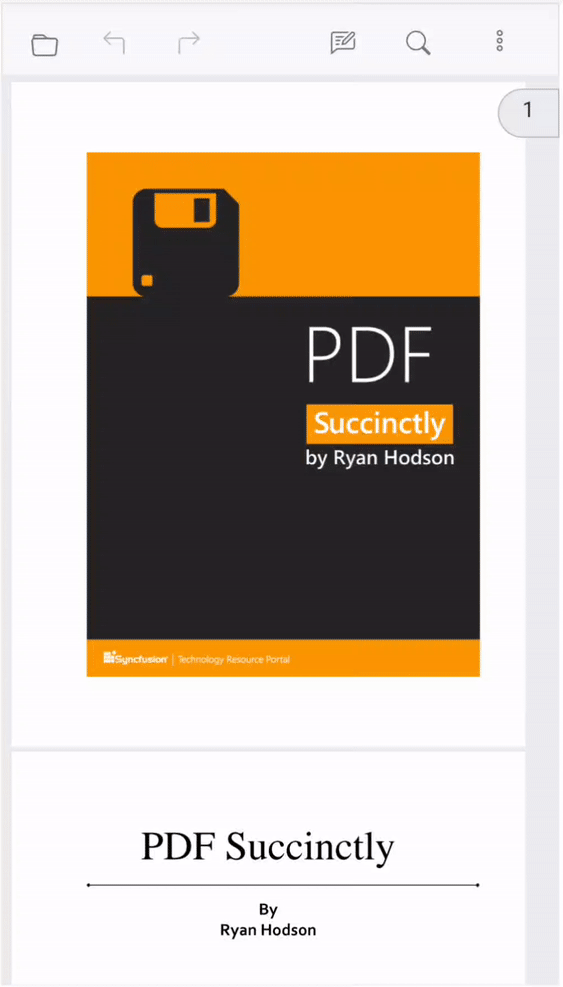 1
PDF
Succinctly
by Ryan Hodson
Syncfusion | Technology Resource Portal
PDF Succinctly
By
Ryan Hodson